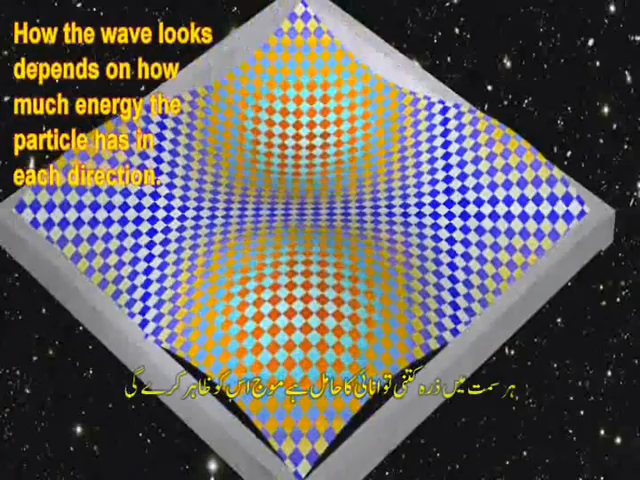 How the wave looks
depends on how
much energy the
particle has in
each direction.
ہر سمت میں ذرہ کتنی توانائی کا حامل ہے موج اس کو ظاہر کرے گی